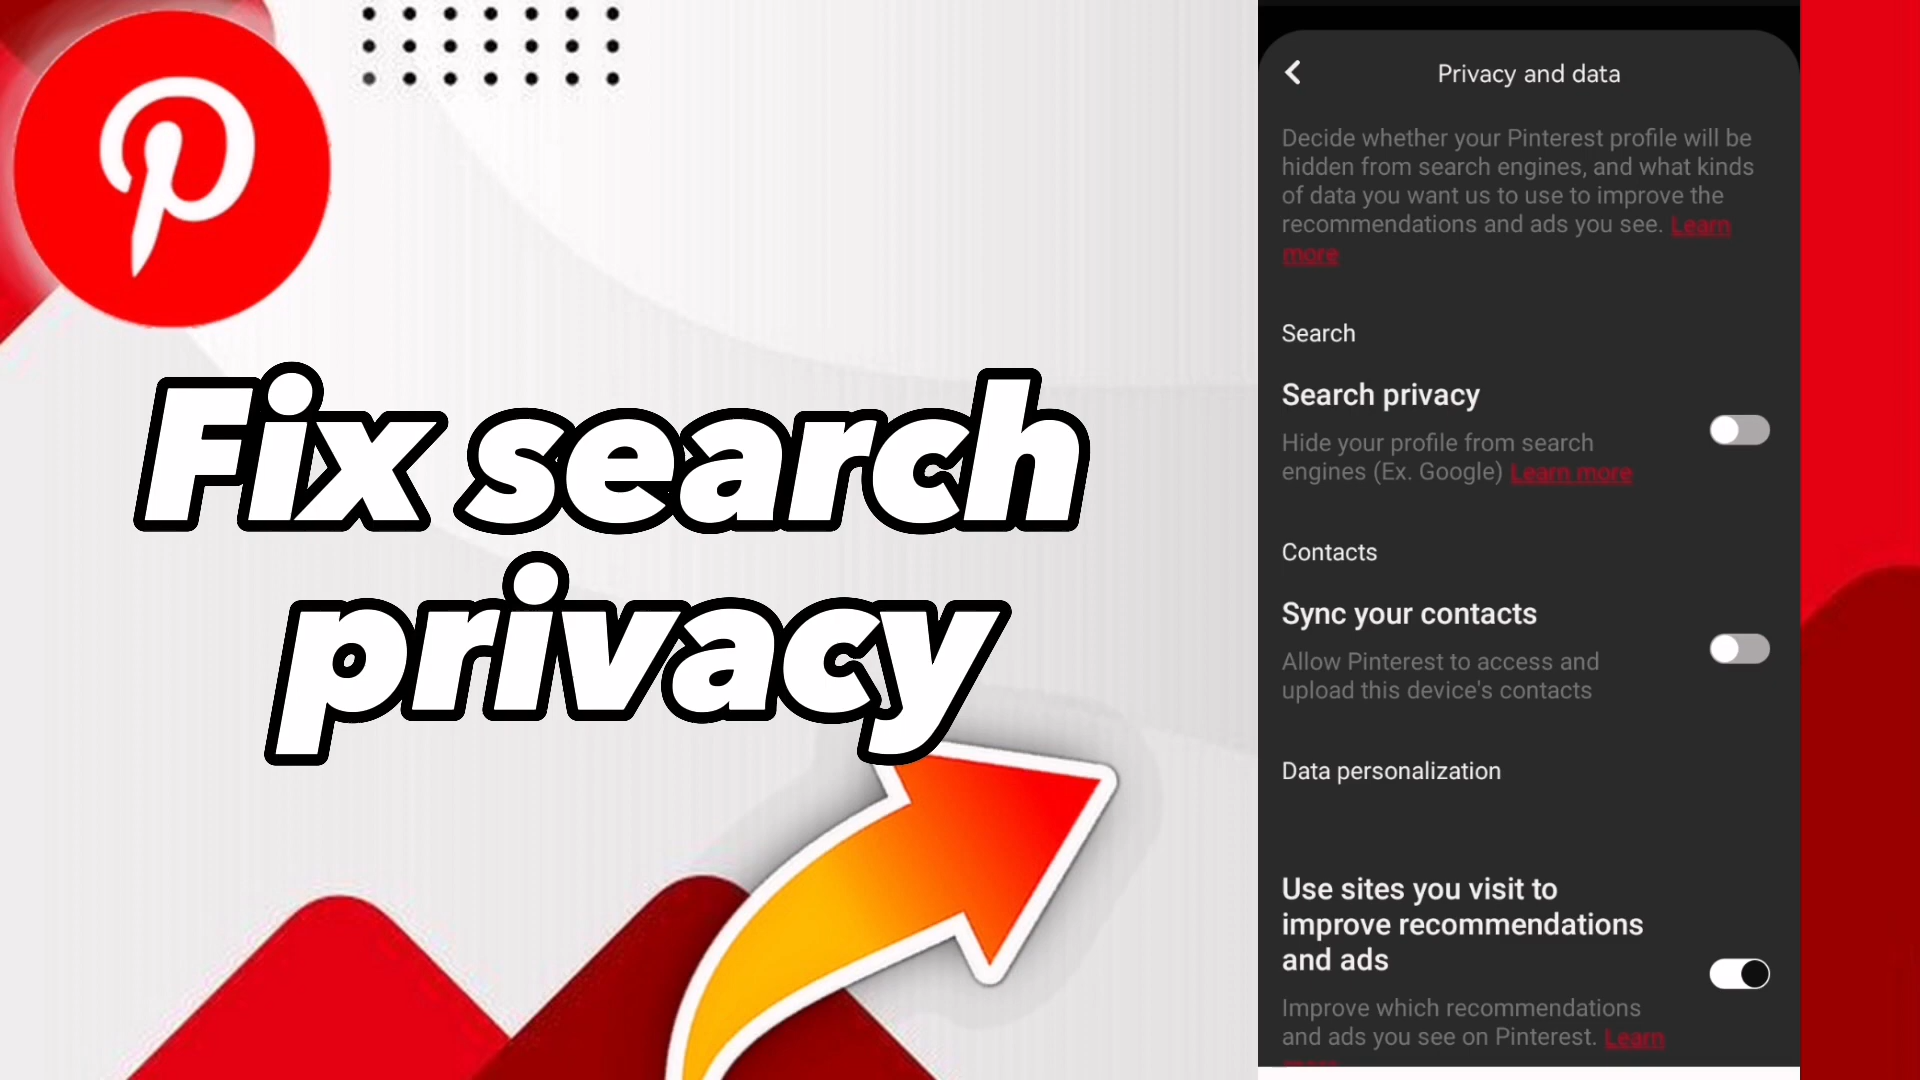 Fix search
privacy
Privacy and data
Decide whether your Pinterest profile will be
hidden from search engines, and what kinds
of data you want us to use to improve the
recommendations and ads you see. Learn
more
Search
Search privacy
Hide your profile from search
engines (Ex. Google) Learn more
Contacts
Sync your contacts
Allow Pinterest to access and
upload this device's contacts
Data personalization
Use sites you visit to
improve recommendations
and ads
Improve which recommendations
and ads you see on Pinterest. Learn